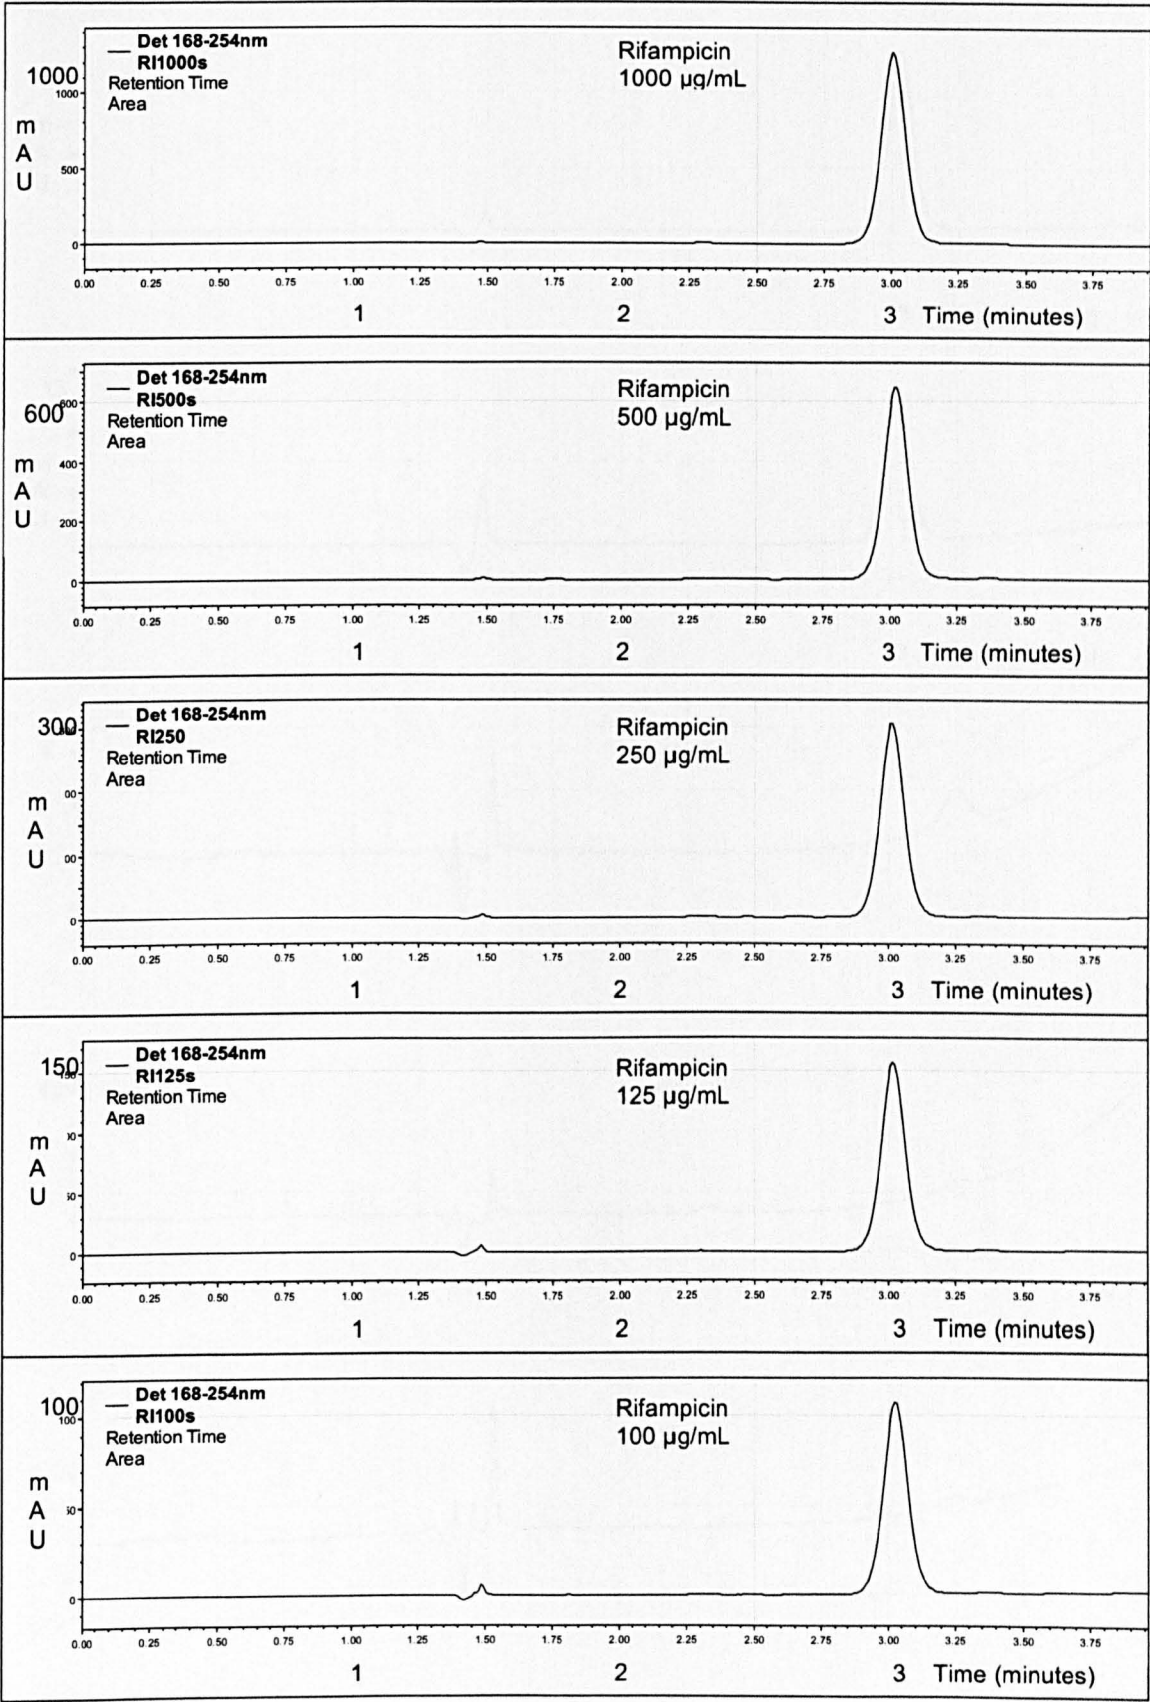 Det 168-254nm
RI1000s
Retention Time
Area
Rifampicin
1000 µg/mL
1000
1000
500
0
m
A
U
0.00 0.25 0.50 0.75 1.00 1.25 1.50 1.75 2.00 2.25 2.50 2.75 3.00 3.25 3.50 3.75
1 2 3 Time (minutes)
Det 168-254nm
RI500s
Retention Time
Area
Rifampicin
500 µg/mL
600
600
400
200
0
m
A
U
0.00 0.25 0.50 0.75 1.00 1.25 1.50 1.75 2.00 2.25 2.50 2.75 3.00 3.25 3.50 3.75
1 2 3 Time (minutes)
Det 168-254nm
RI250
Retention Time
Area
Rifampicin
250 µg/mL
300
00
00
0
m
A
U
0.00 0.25 0.50 0.75 1.00 1.25 1.50 1.75 2.00 2.25 2.50 2.75 3.00 3.25 3.50 3.75
1 2 3 Time (minutes)
Det 168-254nm
RI125s
Retention Time
Area
Rifampicin
125 µg/mL
150
150
50
0
m
A
U
0.00 0.25 0.50 0.75 1.00 1.25 1.50 1.75 2.00 2.25 2.50 2.75 3.00 3.25 3.50 3.75
1 2 3 Time (minutes)
Det 168-254nm
RI100s
Retention Time
Area
Rifampicin
100 µg/mL
100
100
50
0
m
A
U
0.00 0.25 0.50 0.75 1.00 1.25 1.50 1.75 2.00 2.25 2.50 2.75 3.00 3.25 3.50 3.75
1 2 3 Time (minutes)